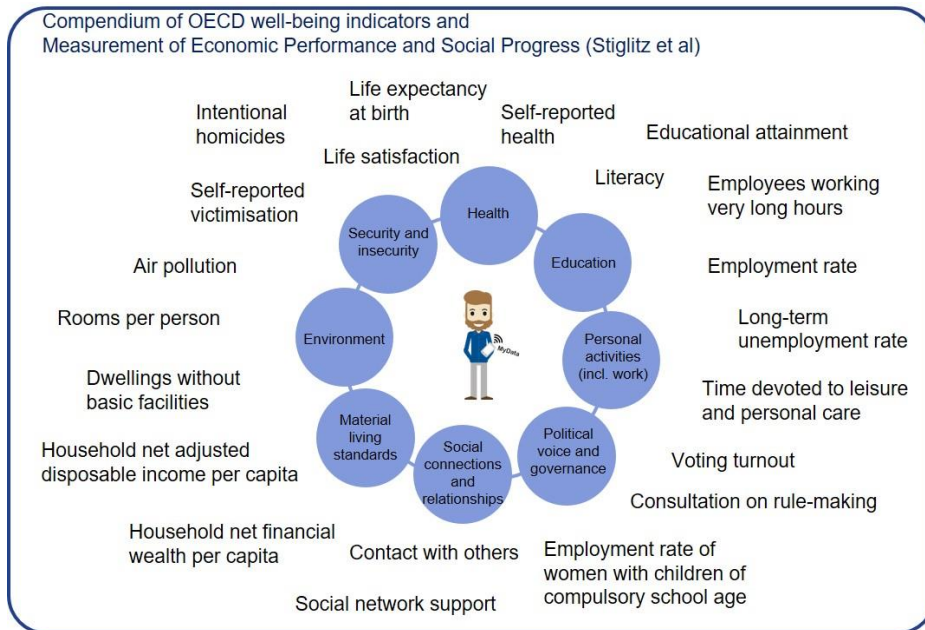 Compendium of OECD well-being indicators and
Measurement of Economic Performance and Social Progress (Stiglitz et al)
Life expectancy
at birth
Intentional
homicides
Self-reported
health
Educational attainment
Life satisfaction
Literacy
Employees working
very long hours
Self-reported
victimisation
Health
Security and
insecurity
Education
Air pollution
Employment rate
Rooms per person
Environment
MyData
Long-term
unemployment rate
Personal
activities
(incl. work)
Dwellings without
basic facilities
Time devoted to leisure
and personal care
Material
living
standards
Social
connections
and
relationships
Political
voice and
governance
Household net adjusted
disposable income per capita
Voting turnout
Consultation on rule-making
Household net financial
wealth per capita
Contact with others
Employment rate of
women with children of
compulsory school age
Social network support